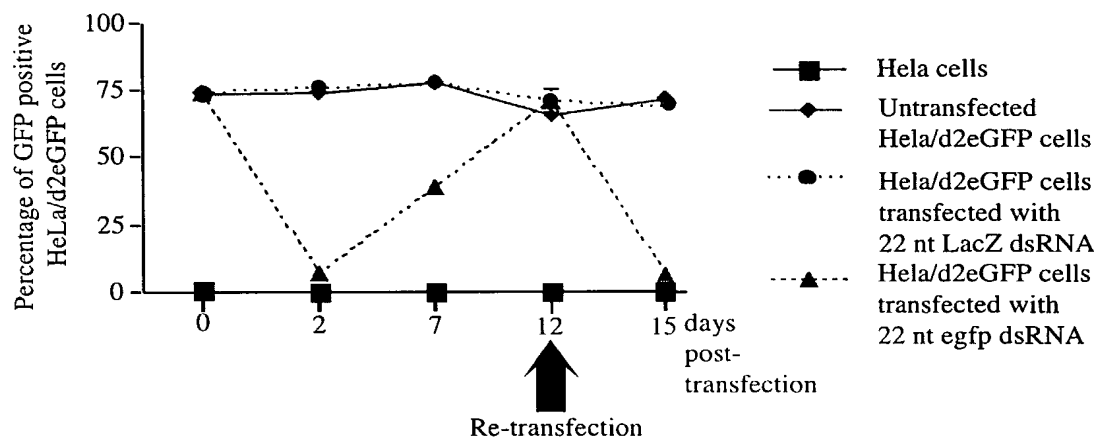 Percentage of GFP positive
HeLa/d2eGFP cells
100
75
50
25
0
0
2
7
12
15
days
post-
transfection
Re-transfection
Hela cells
Untransfected
Hela/d2eGFP cells
Hela/d2eGFP cells
transfected with
22 nt LacZ dsRNA
Hela/d2eGFP cells
transfected with
22 nt egfp dsRNA